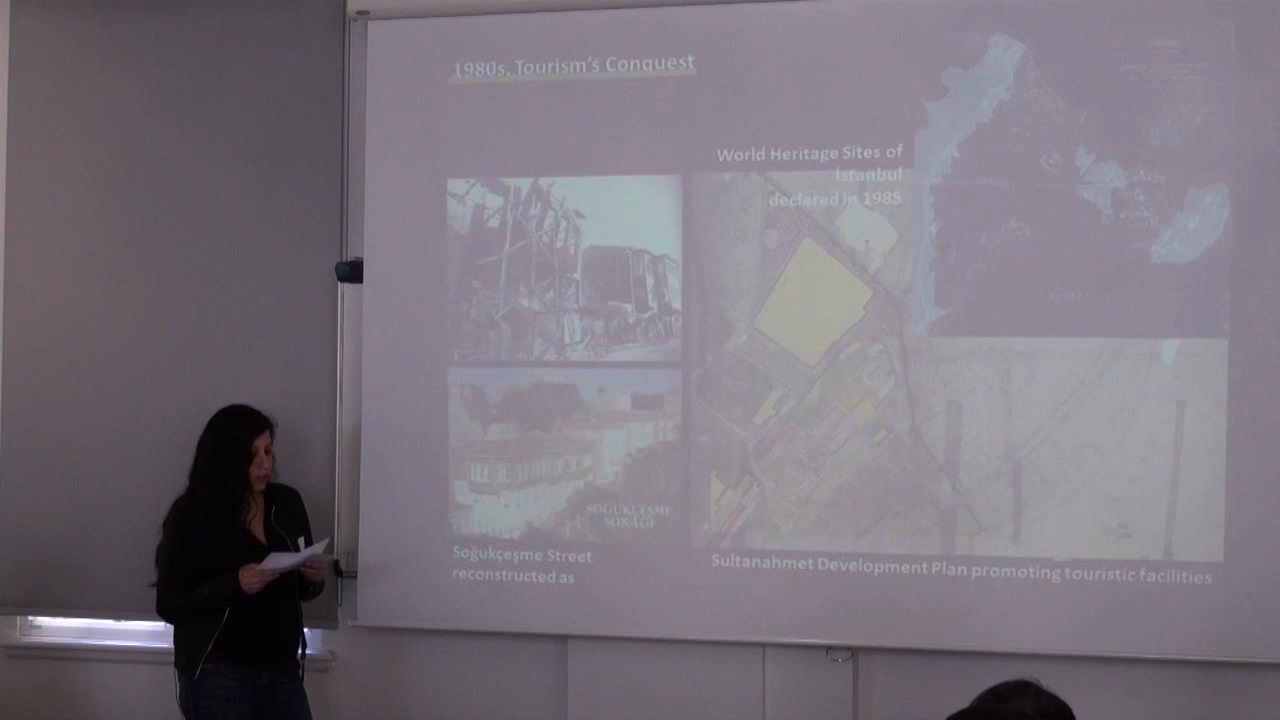 1980s, Tourism's Conquest
World Heritage Sites of
İstanbul
declared in 1985
SOĞUKÇEŞME
SOKAĞI
Soğukçeşme Street
reconstructed as
Sultanahmet Development Plan promoting touristic facilities